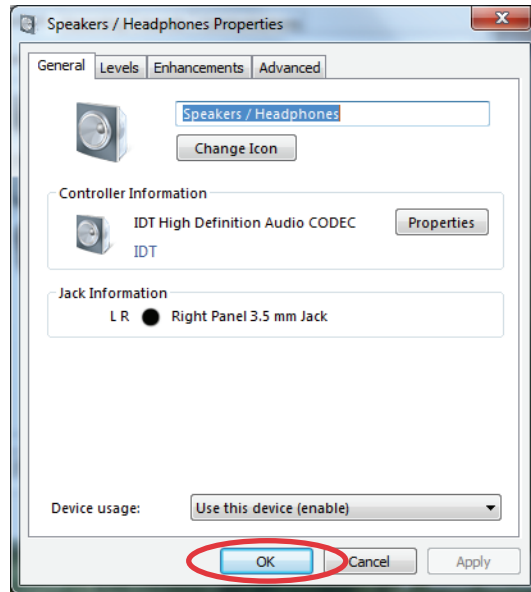 Speakers / Headphones Properties
General Levels Enhancements Advanced
Speakers / Headphones
Change Icon
Controller Information
IDT High Definition Audio CODEC Properties
IDT
Jack Information
L R Right Panel 3.5 mm Jack
Device usage: Use this device (enable)
OK Cancel Apply